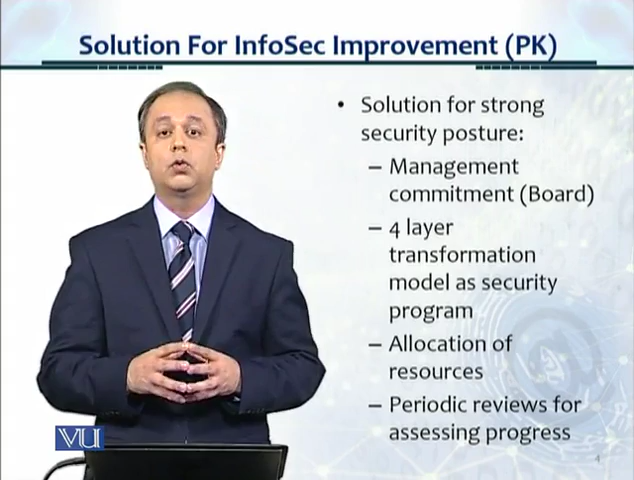 Solution For InfoSec Improvement (PK)
• Solution for strong
security posture:
– Management
commitment (Board)
– 4 layer
transformation
model as security
program
– Allocation of
resources
– Periodic reviews for
assessing progress
VU
4